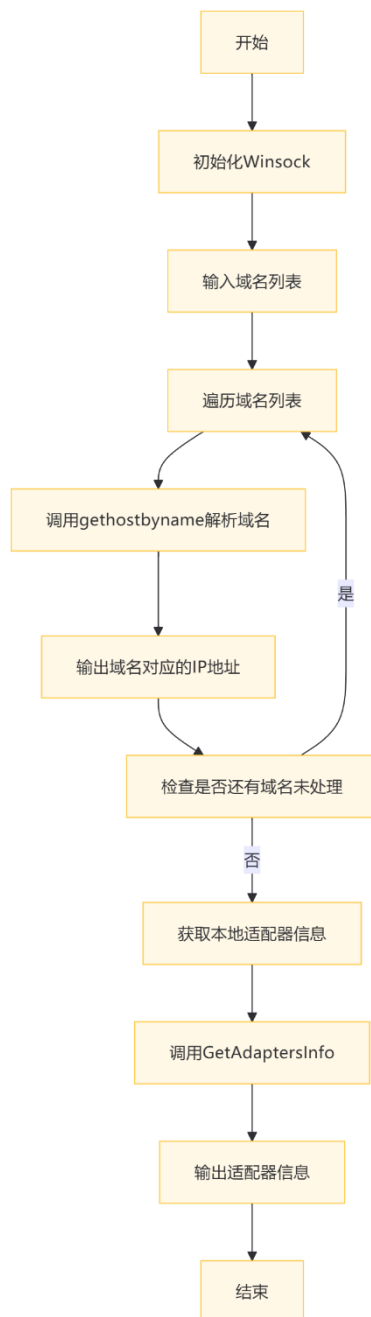 开始
初始化Winsock
输入域名列表
遍历域名列表
调用gethostbyname解析域名
是
输出域名对应的IP地址
检查是否还有域名未处理
否
获取本地适配器信息
调用GetAdaptersInfo
输出适配器信息
结束